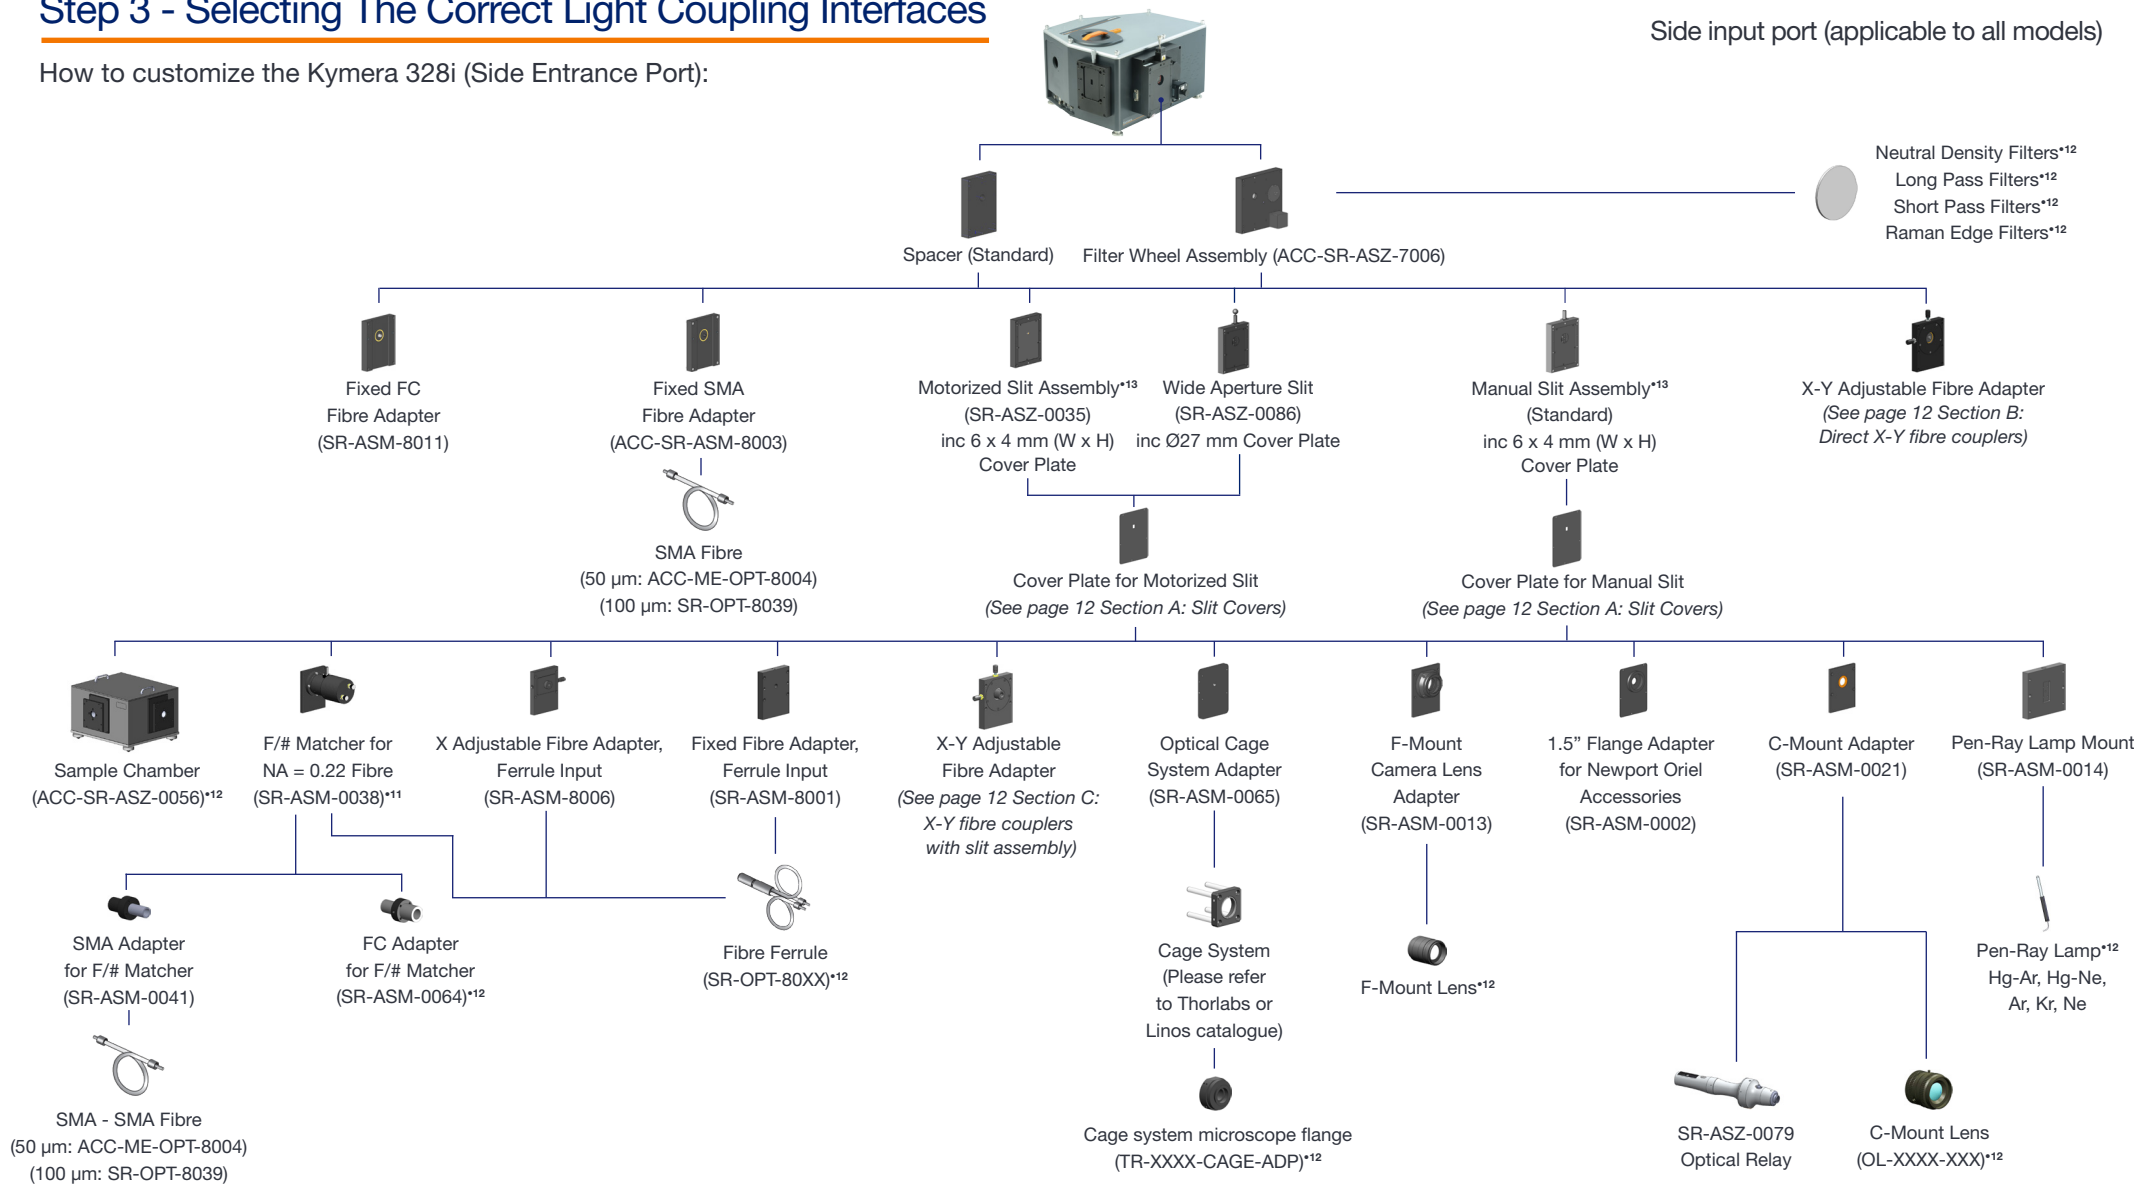 Step 3 - Selecting The Correct Light Coupling Interfaces
Side input port (applicable to all models)
How to customize the Kymera 328i (Side Entrance Port):
Neutral Density Filters•12
Long Pass Filters•12
Short Pass Filters•12
Raman Edge Filters•12
Spacer (Standard)
Filter Wheel Assembly (ACC-SR-ASZ-7006)
Fixed FC
Fibre Adapter
(SR-ASM-8011)
Fixed SMA
Fibre Adapter
(ACC-SR-ASM-8003)
Motorized Slit Assembly•13
(SR-ASZ-0035)
inc 6 x 4 mm (W x H)
Cover Plate
Wide Aperture Slit
(SR-ASZ-0086)
inc Ø27 mm Cover Plate
Manual Slit Assembly•13
(Standard)
inc 6 x 4 mm (W x H)
Cover Plate
X-Y Adjustable Fibre Adapter
(See page 12 Section B:
Direct X-Y fibre couplers)
SMA Fibre
(50 µm: ACC-ME-OPT-8004)
(100 µm: SR-OPT-8039)
Cover Plate for Motorized Slit
(See page 12 Section A: Slit Covers)
Cover Plate for Manual Slit
(See page 12 Section A: Slit Covers)
Sample Chamber
(ACC-SR-ASZ-0056)•12
F/# Matcher for
NA = 0.22 Fibre
(SR-ASM-0038)•11
X Adjustable Fibre Adapter,
Ferrule Input
(SR-ASM-8006)
Fixed Fibre Adapter,
Ferrule Input
(SR-ASM-8001)
X-Y Adjustable
Fibre Adapter
(See page 12 Section C:
X-Y fibre couplers
with slit assembly)
Optical Cage
System Adapter
(SR-ASM-0065)
F-Mount
Camera Lens
Adapter
(SR-ASM-0013)
1.5” Flange Adapter
for Newport Oriel
Accessories
(SR-ASM-0002)
C-Mount Adapter
(SR-ASM-0021)
Pen-Ray Lamp Mount
(SR-ASM-0014)
SMA Adapter
for F/# Matcher
(SR-ASM-0041)
FC Adapter
for F/# Matcher
(SR-ASM-0064)•12
Fibre Ferrule
(SR-OPT-80XX)•12
Cage System
(Please refer
to Thorlabs or
Linos catalogue)
F-Mount Lens•12
Pen-Ray Lamp•12
Hg-Ar, Hg-Ne,
Ar, Kr, Ne
SMA - SMA Fibre
(50 µm: ACC-ME-OPT-8004)
(100 µm: SR-OPT-8039)
Cage system microscope flange
(TR-XXXX-CAGE-ADP)•12
SR-ASZ-0079
Optical Relay
C-Mount Lens
(OL-XXXX-XXX)•12